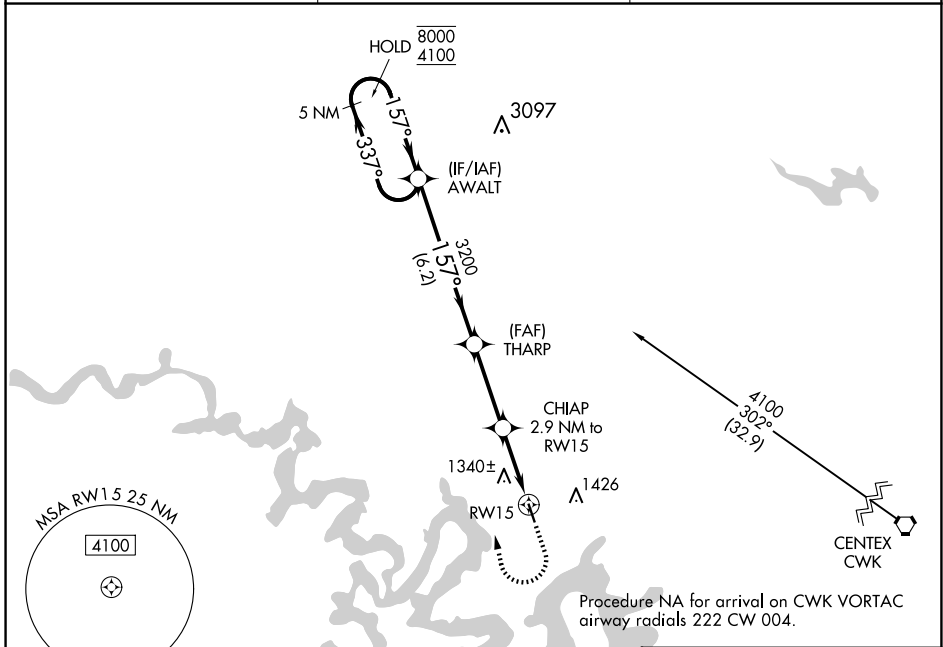 HOLD 8000
4100
5 NM
157°
337°
3097
(IF/IAF)
AWALT
3200
157°
(6.2)
(FAF)
THARP
CHIAP
2.9 NM to
RW15
1340±
1426
RW15
4100
302°
(32.9)
CENTEX
CWK
MSA RW15 25 NM
4100
Procedure NA for arrival on CWK VORTAC
airway radials 222 CW 004.